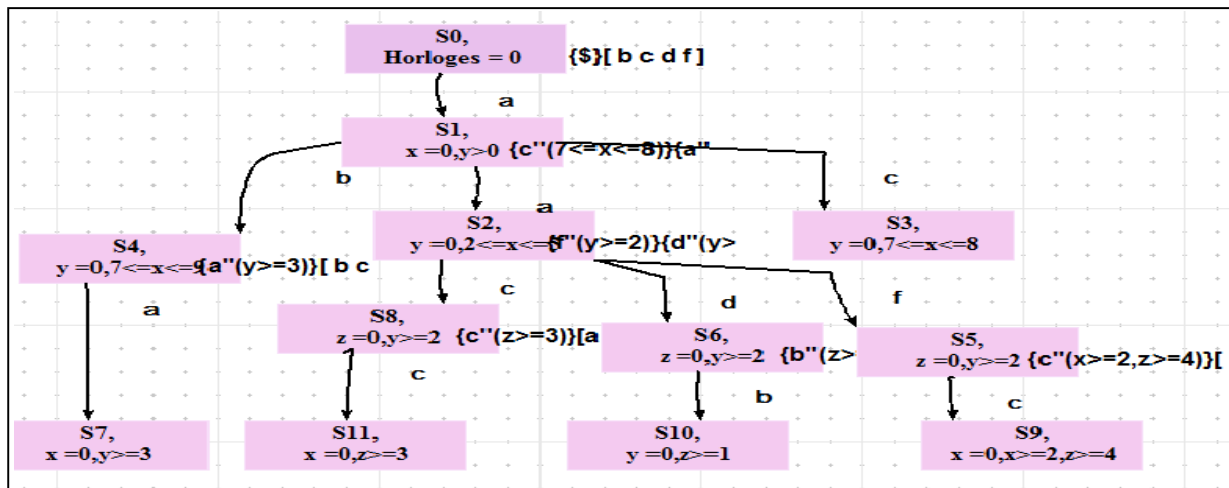 S0,
Horloges = 0 {$}[ b c d f ]
a
S1,
x =0,y>0 {c"(7<=x<=8)}{a"
b
a
c
S2,
y =0,2<=x<= {f"(y>=2)}{d"(y>
S3,
y =0,7<=x<=8
S4,
y =0,7<=x<=9 {a"(y>=3)}[ b c
a
c
d
f
S8,
z =0,y>=2 {c"(z>=3)}[a
S6,
z =0,y>=2 {b"(z>
S5,
z =0,y>=2 {c"(x>=2,z>=4)}[
c
b
c
S7,
x =0,y>=3
S11,
x =0,z>=3
S10,
y =0,z>=1
S9,
x =0,x>=2,z>=4